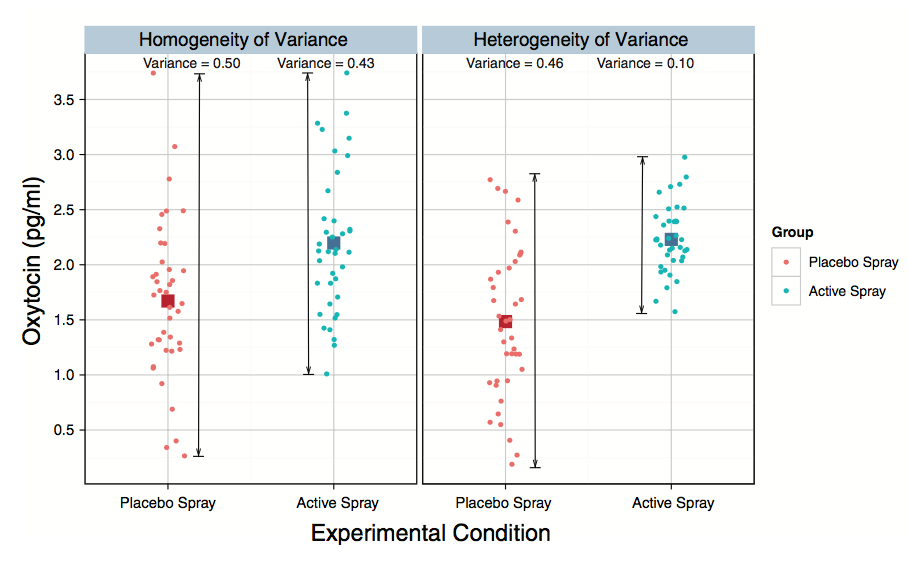 Homogeneity of Variance
Heterogeneity of Variance
Variance = 0.50
Variance = 0.43
Variance = 0.46
Variance = 0.10
3.5
3.0
2.5
2.0
1.5
1.0
0.5
Oxytocin (pg/ml)
Placebo Spray
Active Spray
Placebo Spray
Active Spray
Experimental Condition
Group
Placebo Spray
Active Spray